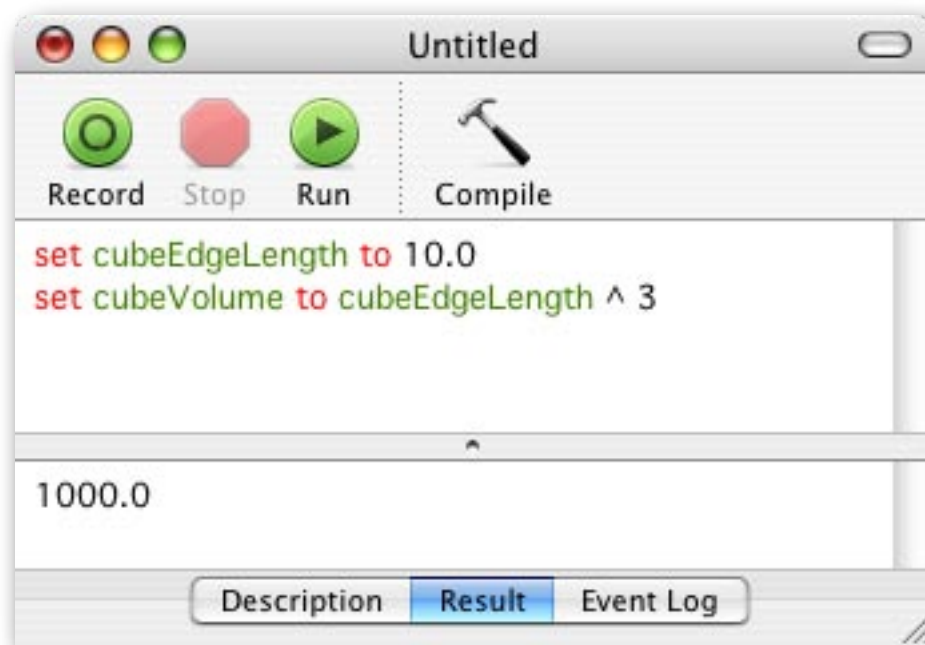 Untitled
Record Stop Run Compile
set cubeEdgeLength to 10.0
set cubeVolume to cubeEdgeLength ^ 3
1000.0
Description Result Event Log